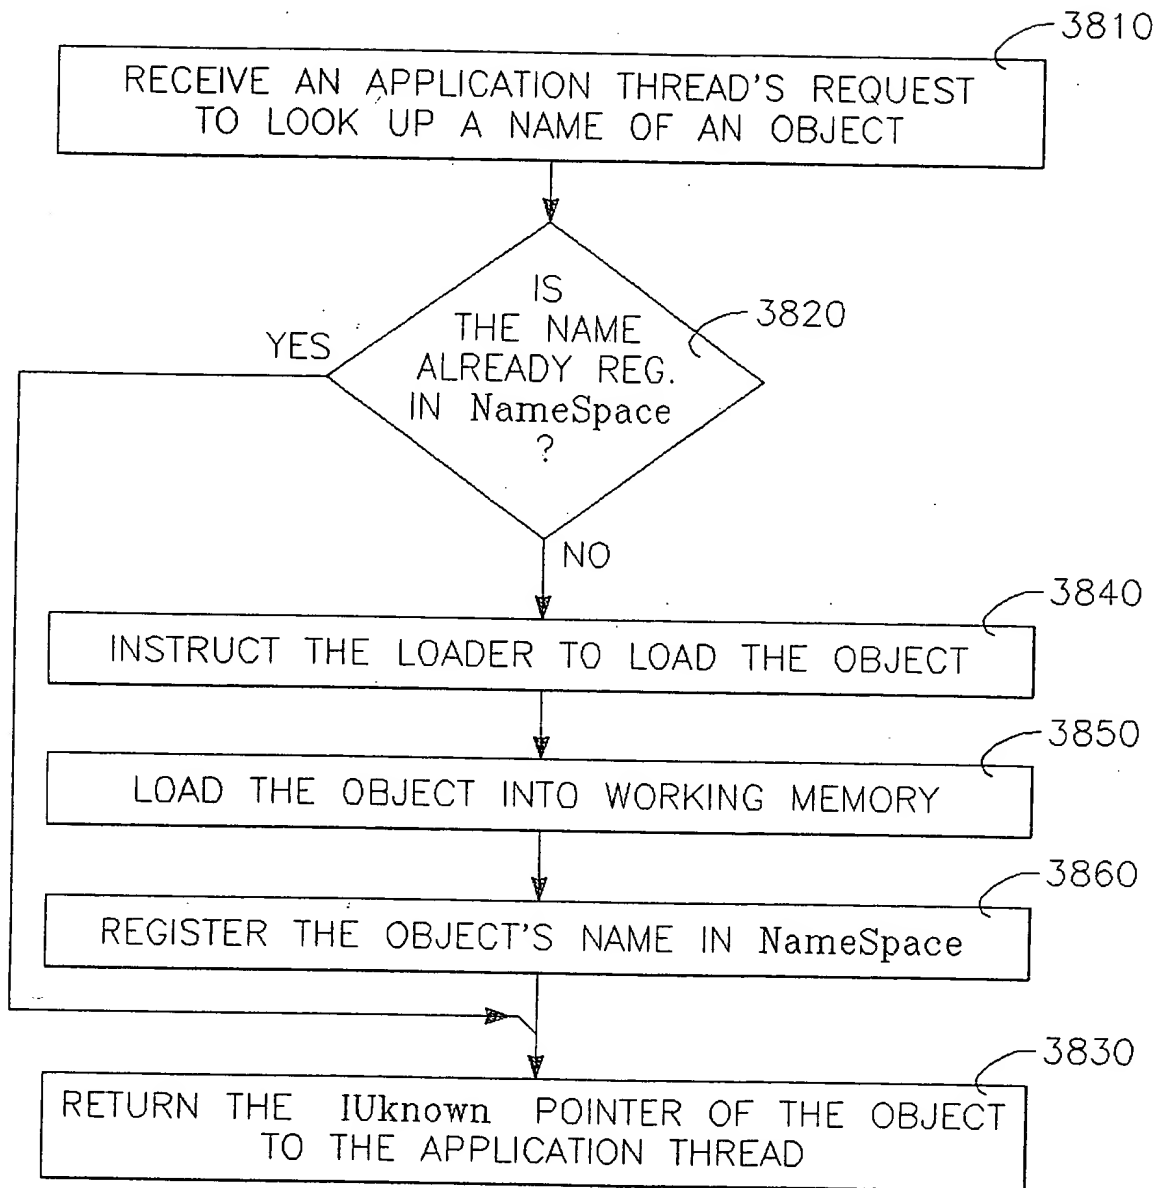 3810
RECEIVE AN APPLICATION THREAD'S REQUEST
TO LOOK UP A NAME OF AN OBJECT
3820
IS
THE NAME
ALREADY REG.
IN NameSpace
?
YES
NO
3840
INSTRUCT THE LOADER TO LOAD THE OBJECT
3850
LOAD THE OBJECT INTO WORKING MEMORY
3860
REGISTER THE OBJECT'S NAME IN NameSpace
3830
RETURN THE IUknown POINTER OF THE OBJECT
TO THE APPLICATION THREAD